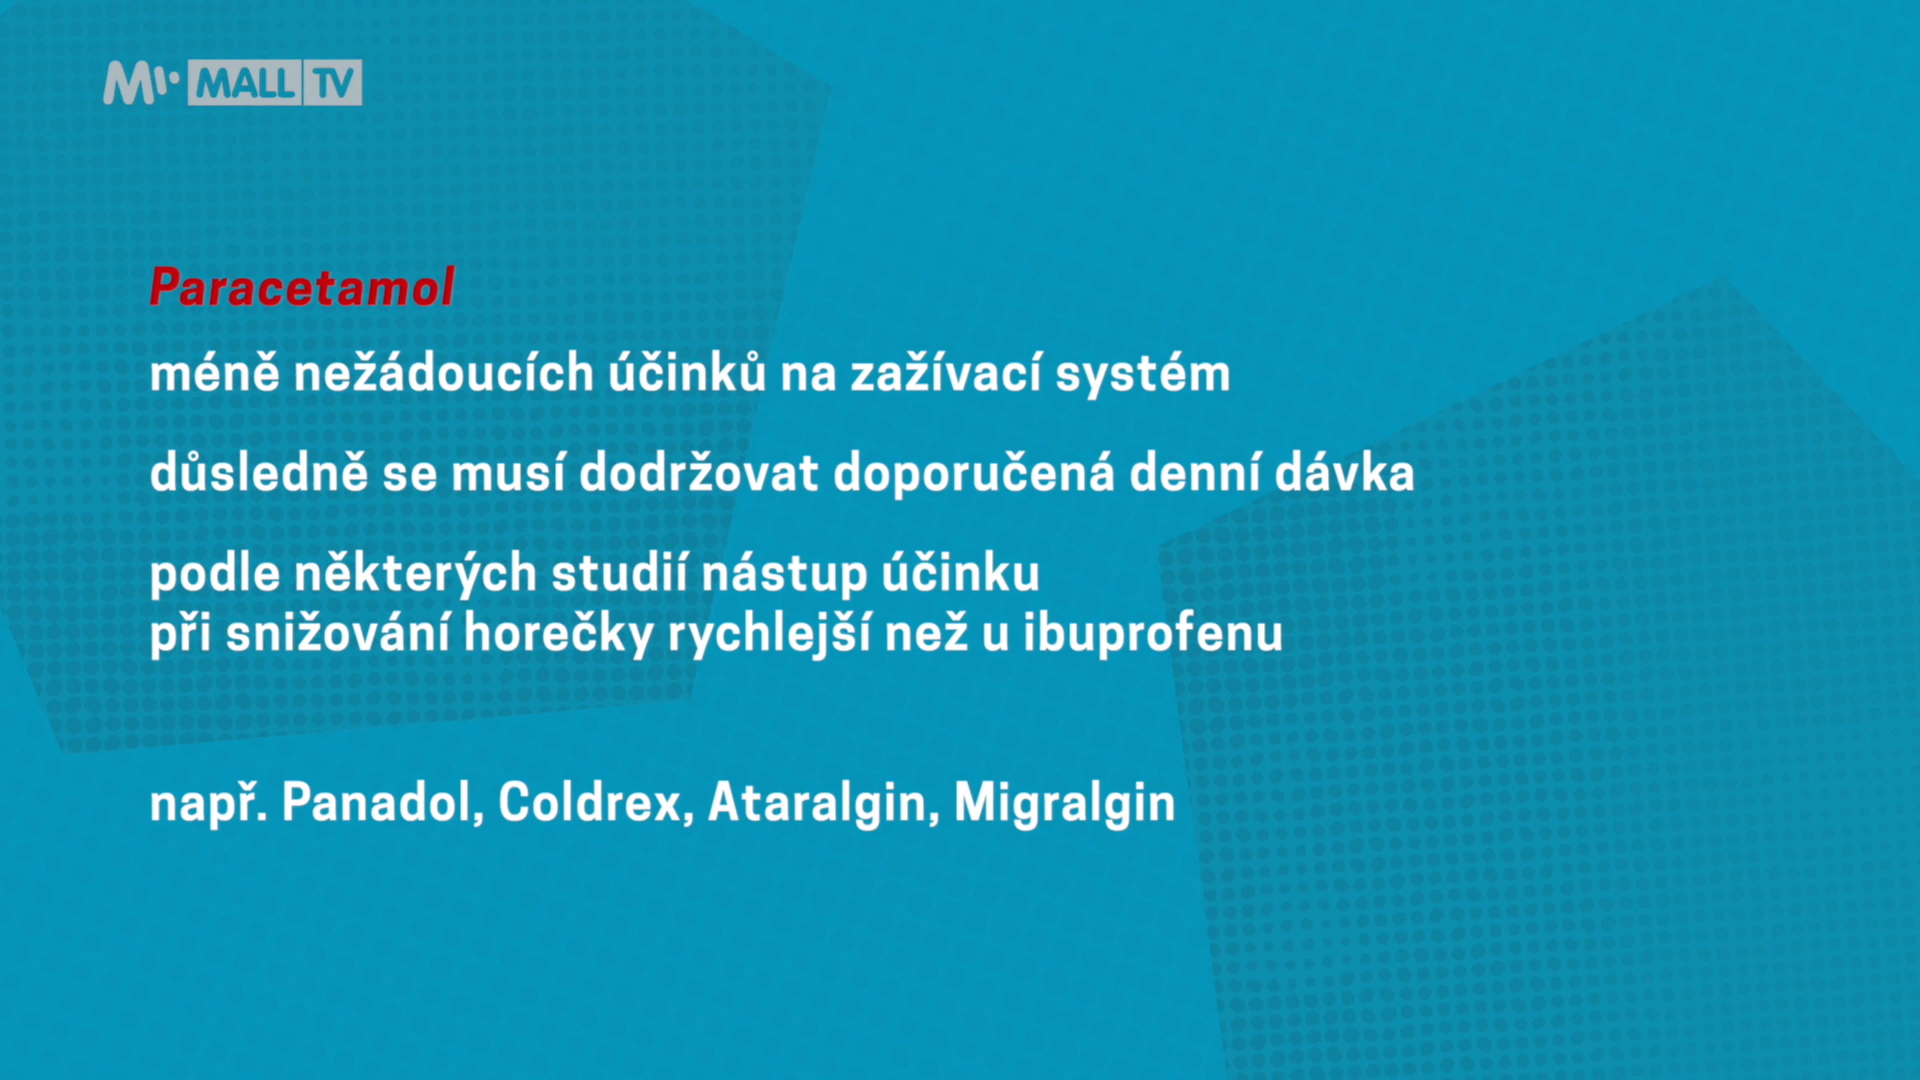 MALL TV
Paracetamol
méně nežádoucích účinků na zažívací systém
důsledně se musí dodržovat doporučená denní dávka
podle některých studií nástup účinku
při snižování horečky rychlejší než u ibuprofenu
např. Panadol, Coldrex, Ataralgin, Migralgin